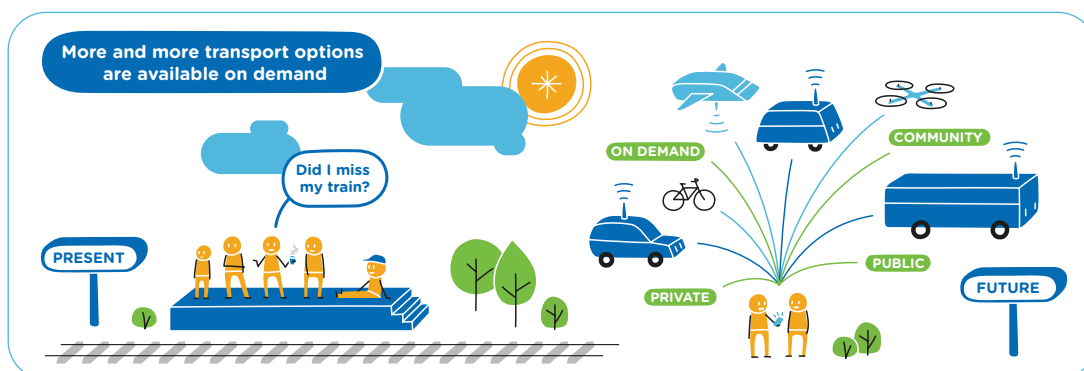 More and more transport options
are available on demand
Did I miss
my train?
PRESENT
ON DEMAND
COMMUNITY
PUBLIC
PRIVATE
FUTURE